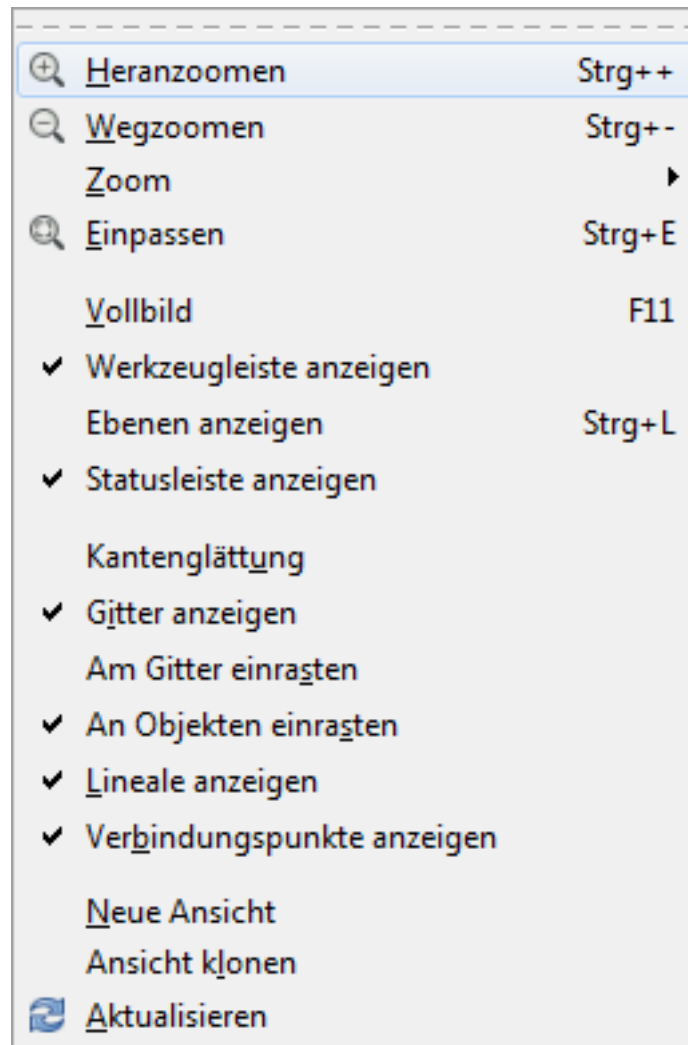 Heranzoomen Strg++
Wegzoomen Strg+-
Zoom
Einpassen Strg+E
Vollbild F11
Werkzeugleiste anzeigen
Ebenen anzeigen Strg+L
Statusleiste anzeigen
Kantenglättung
Gitter anzeigen
Am Gitter einrasten
An Objekten einrasten
Lineale anzeigen
Verbindungspunkte anzeigen
Neue Ansicht
Ansicht klonen
Aktualisieren